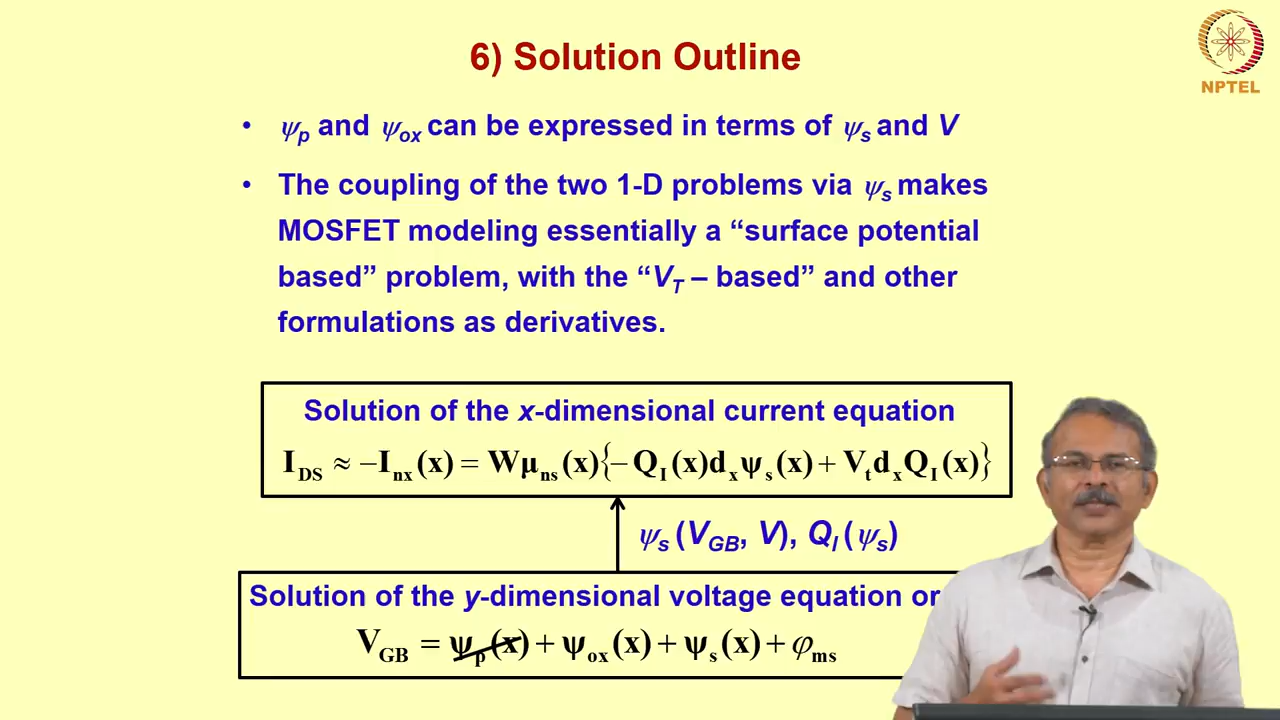 6) Solution Outline
NPTEL
• ψp and ψox can be expressed in terms of ψs and V
• The coupling of the two 1-D problems via ψs makes
MOSFET modeling essentially a “surface potential
based” problem, with the “VT – based” and other
formulations as derivatives.
Solution of the x-dimensional current equation
IDS ≈ −Inx(x) = Wμns(x){−QI(x)dxψs(x) + VtdxQI(x)}
ψs (VGB, V), QI (ψs)
Solution of the y-dimensional voltage equation or
VGB = ψp(x) + ψox(x) + ψs(x) + φms